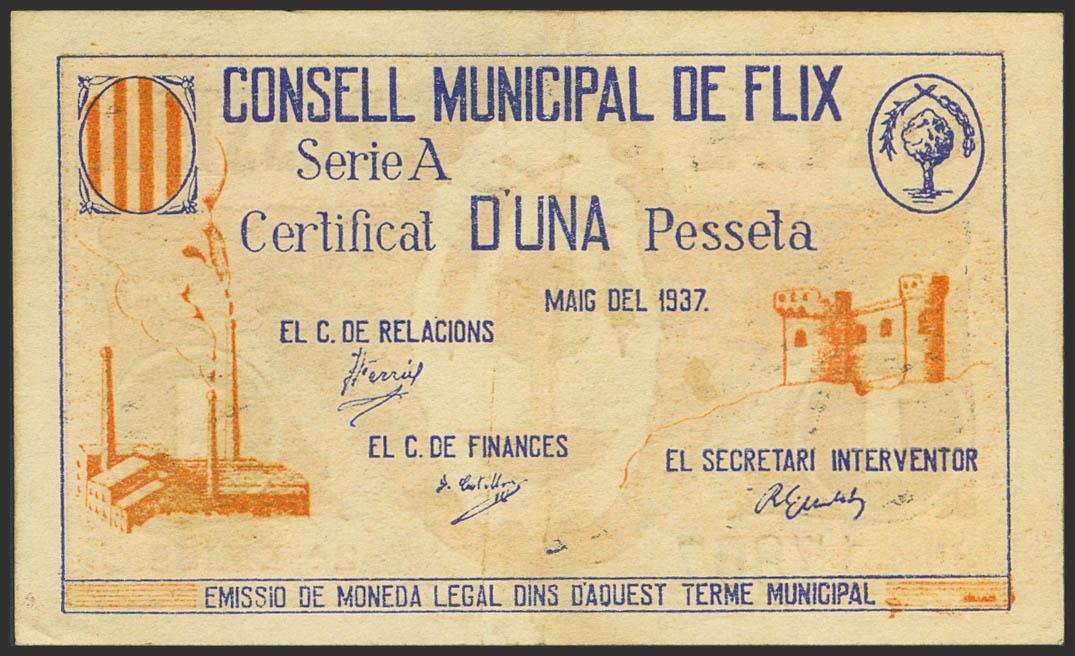 CONSELL MUNICIPAL DE FLIX
Serie A
Certificat D'UNA Pesseta
MAIG DEL 1937.
EL C. DE RELACIONS
EL C. DE FINANCES
EL SECRETARI INTERVENTOR
EMISSIO DE MONEDA LEGAL DINS D'AQUEST TERME MUNICIPAL